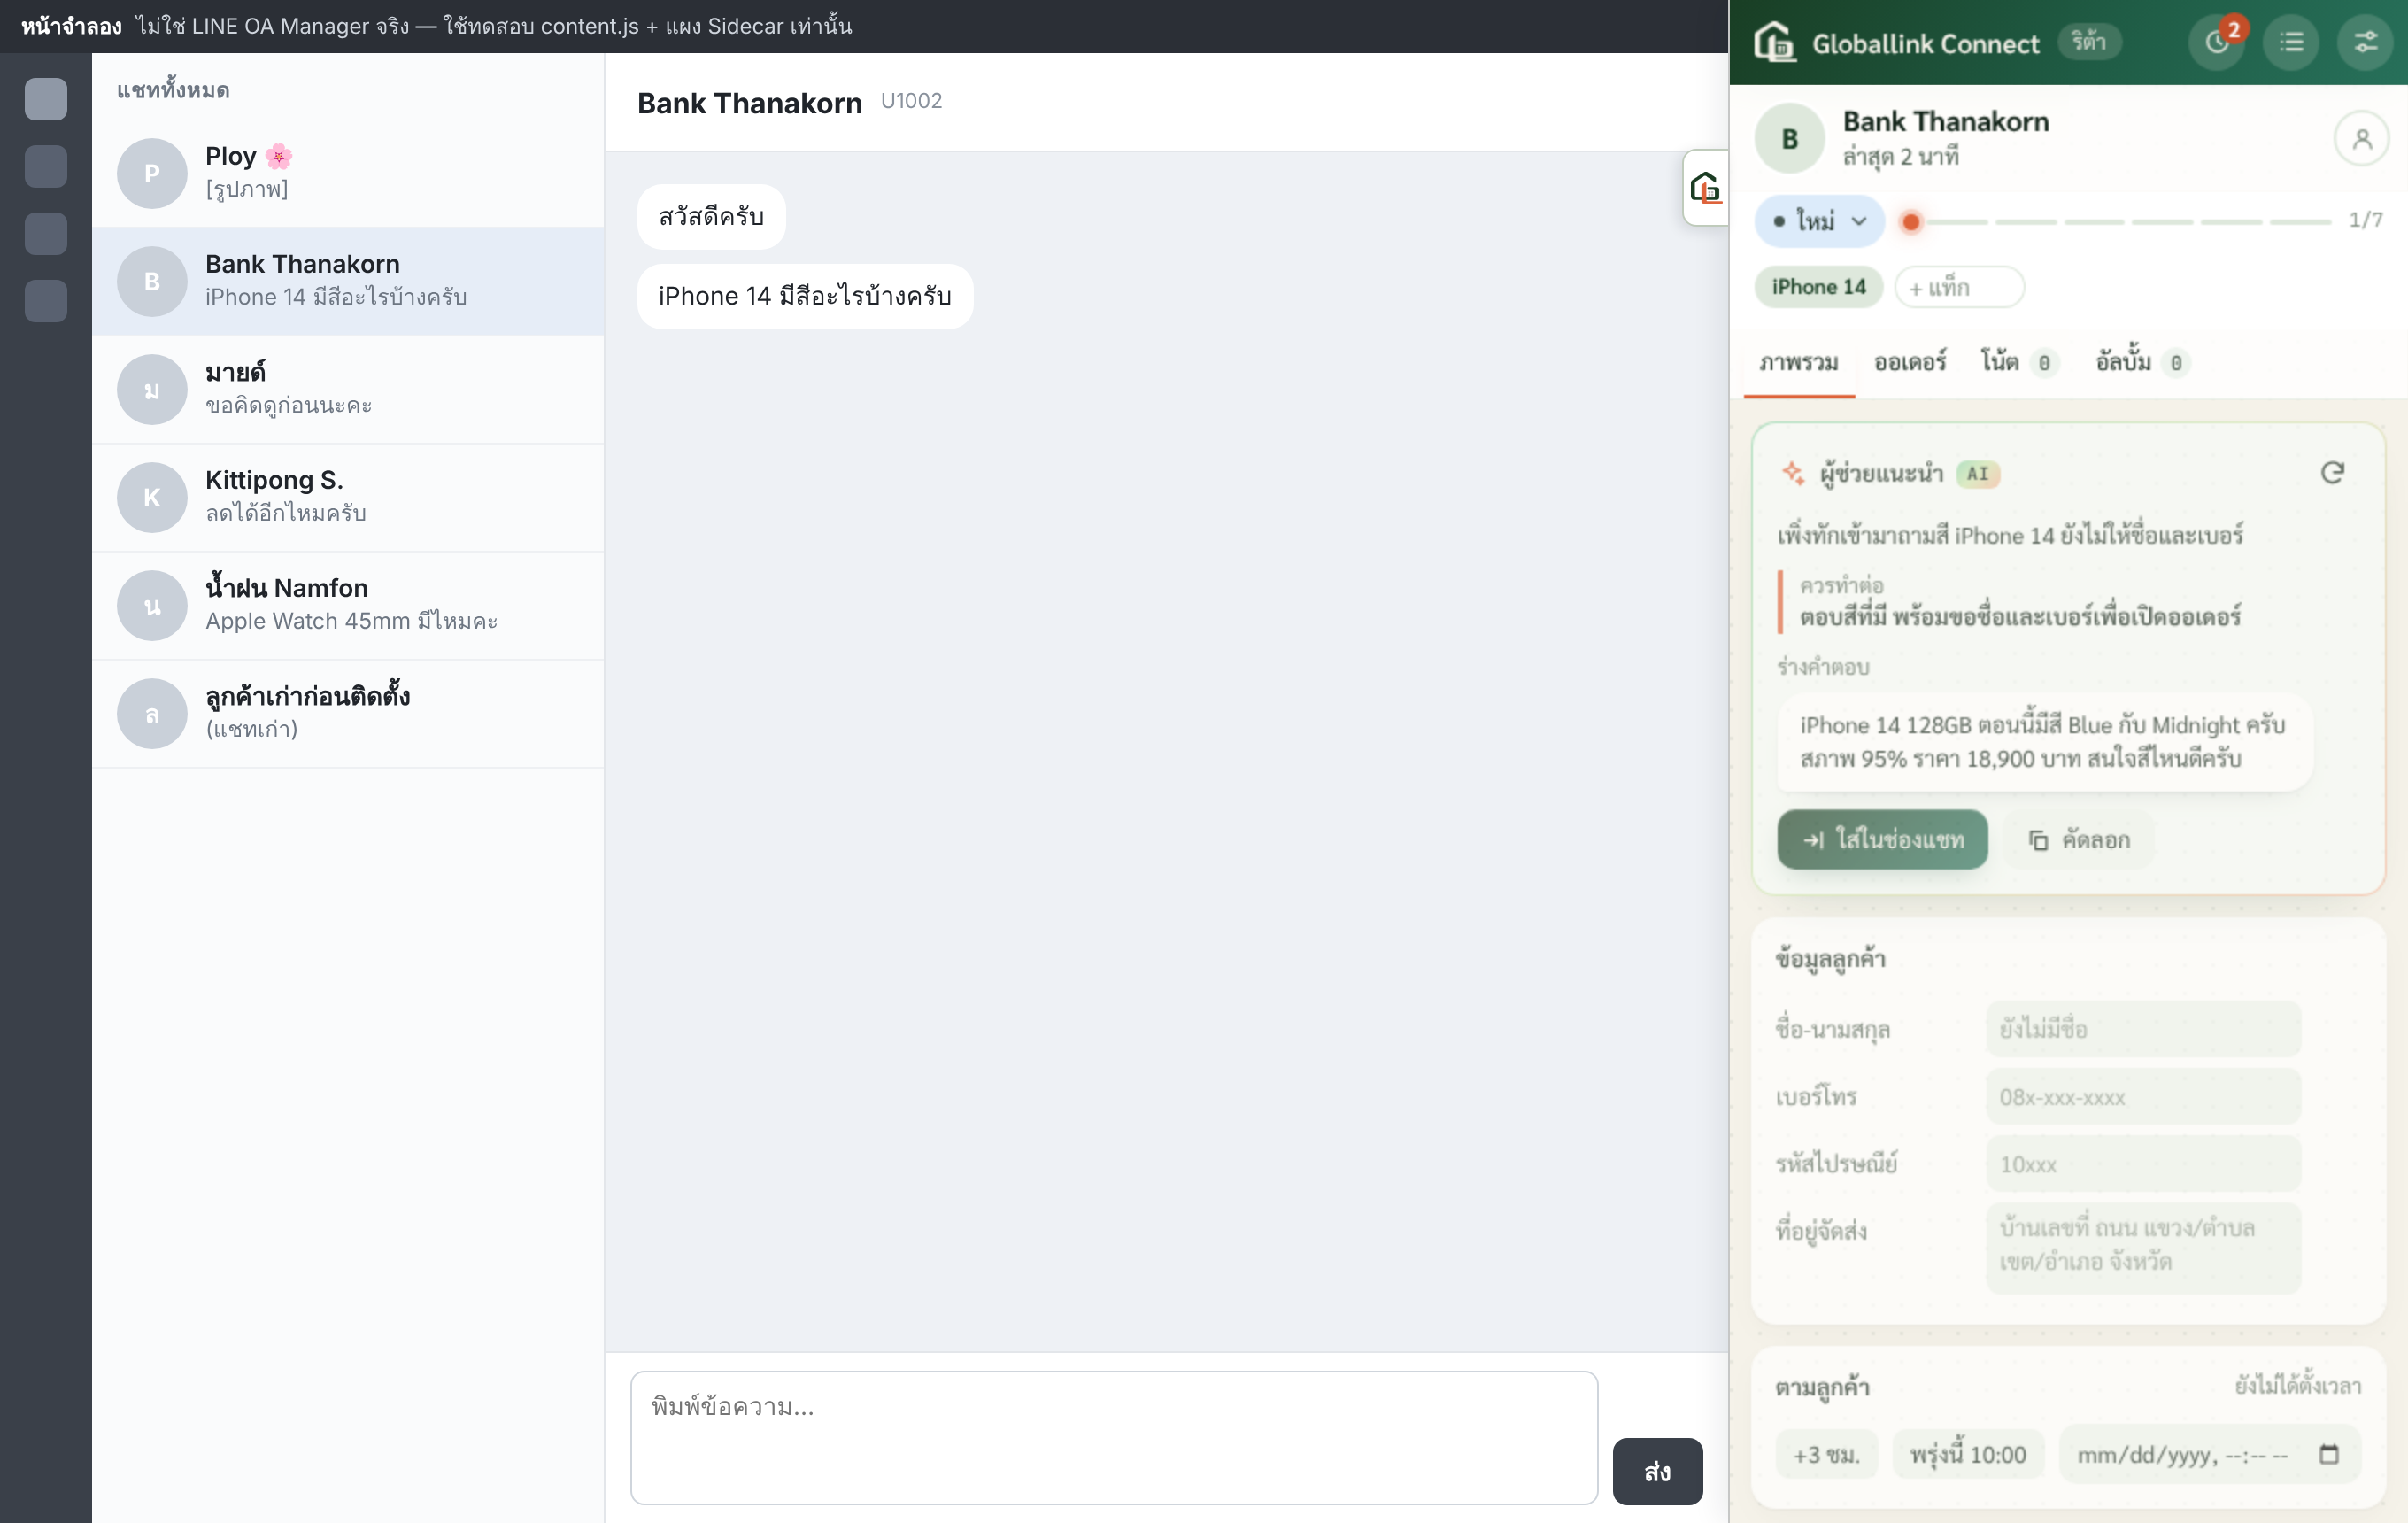 หน้าจำลอง ไม่ใช่ LINE OA Manager จริง — ใช้ทดสอบ content.js + แผง Sidecar เท่านั้น
แชททั้งหมด
P
Ploy 🌸
[รูปภาพ]
B
Bank Thanakorn
iPhone 14 มีสีอะไรบ้างครับ
ม
มายด์
ขอคิดดูก่อนนะคะ
K
Kittipong S.
ลดได้อีกไหมครับ
น
น้ำฝน Namfon
Apple Watch 45mm มีไหมคะ
ล
ลูกค้าเก่าก่อนติดตั้ง
(แชทเก่า)
Bank Thanakorn U1002
สวัสดีครับ
iPhone 14 มีสีอะไรบ้างครับ
พิมพ์ข้อความ...
ส่ง
Globallink Connect ริต้า 2
B
Bank Thanakorn
ล่าสุด 2 นาที
ใหม่ 1/7
iPhone 14 + แท็ก
ภาพรวม ออเดอร์ โน้ต 0 อัลบั้ม 0
ผู้ช่วยแนะนำ AI
เพิ่งทักเข้ามาถามสี iPhone 14 ยังไม่ให้ชื่อและเบอร์
ควรทำต่อ
ตอบสีที่มี พร้อมขอชื่อและเบอร์เพื่อเปิดออเดอร์
ร่างคำตอบ
iPhone 14 128GB ตอนนี้มีสี Blue กับ Midnight ครับ
สภาพ 95% ราคา 18,900 บาท สนใจสีไหนดีครับ
ใส่ในช่องแชท คัดลอก
ข้อมูลลูกค้า
ชื่อ-นามสกุล ยังไม่มีชื่อ
เบอร์โทร 08x-xxx-xxxx
รหัสไปรษณีย์ 10xxx
ที่อยู่จัดส่ง บ้านเลขที่ ถนน แขวง/ตำบล
เขต/อำเภอ จังหวัด
ตามลูกค้า ยังไม่ได้ตั้งเวลา
+3 ชม. พรุ่งนี้ 10:00 mm/dd/yyyy, --:-- --